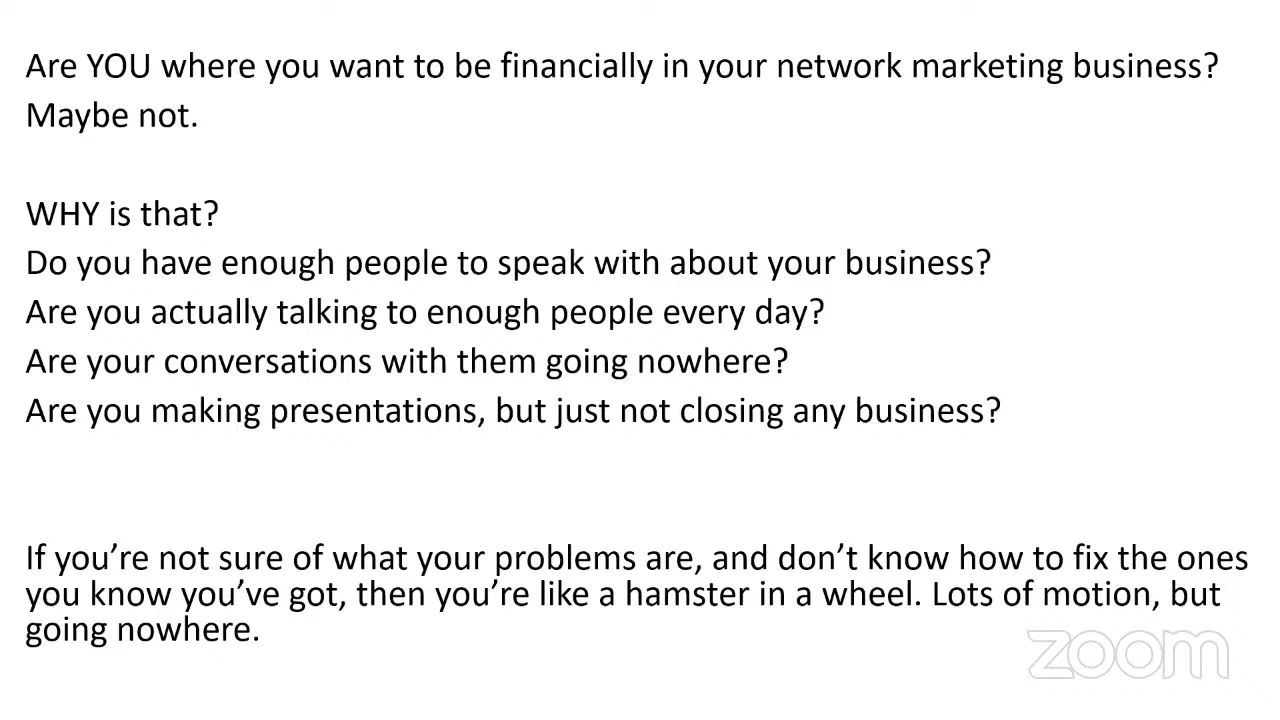 Are YOU where you want to be financially in your network marketing business?
Maybe not.
WHY is that?
Do you have enough people to speak with about your business?
Are you actually talking to enough people every day?
Are your conversations with them going nowhere?
Are you making presentations, but just not closing any business?
If you’re not sure of what your problems are, and don’t know how to fix the ones
you know you’ve got, then you’re like a hamster in a wheel. Lots of motion, but
going nowhere.
zoom